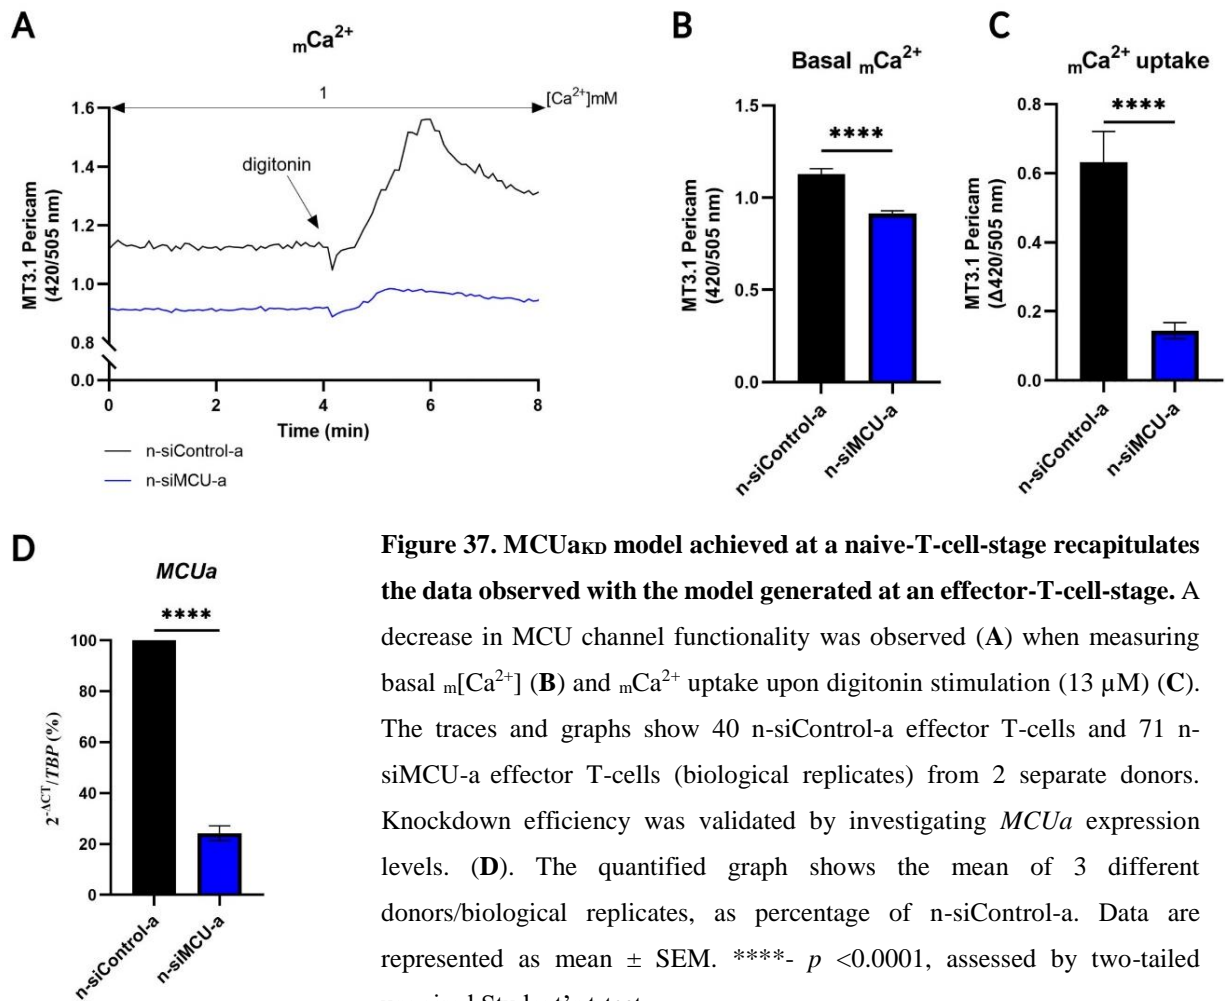 A
mCa2+
1
[Ca2+]mM
1.6
1.4
1.2
1.0
0.8
0.0
digitonin
MT3.1 Pericam
(420/505 nm)
0 2 4 6 8
Time (min)
n-siControl-a
n-siMCU-a
B
Basal mCa2+
****
1.5
1.0
0.5
0.0
MT3.1 Pericam
(420/505 nm)
n-siControl-a
n-siMCU-a
C
mCa2+ uptake
****
0.8
0.6
0.4
0.2
0.0
MT3.1 Pericam
(Δ420/505 nm)
n-siControl-a
n-siMCU-a
D
MCUa
****
100
80
60
40
20
0
2-ΔCT/TBP (%)
n-siControl-a
n-siMCU-a
Figure 37. MCUaKD model achieved at a naive-T-cell-stage recapitulates
the data observed with the model generated at an effector-T-cell-stage. A
decrease in MCU channel functionality was observed (A) when measuring
basal m[Ca2+] (B) and mCa2+ uptake upon digitonin stimulation (13 µM) (C).
The traces and graphs show 40 n-siControl-a effector T-cells and 71 n-
siMCU-a effector T-cells (biological replicates) from 2 separate donors.
Knockdown efficiency was validated by investigating MCUa expression
levels. (D). The quantified graph shows the mean of 3 different
donors/biological replicates, as percentage of n-siControl-a. Data are
represented as mean ± SEM. ****- p <0.0001, assessed by two-tailed